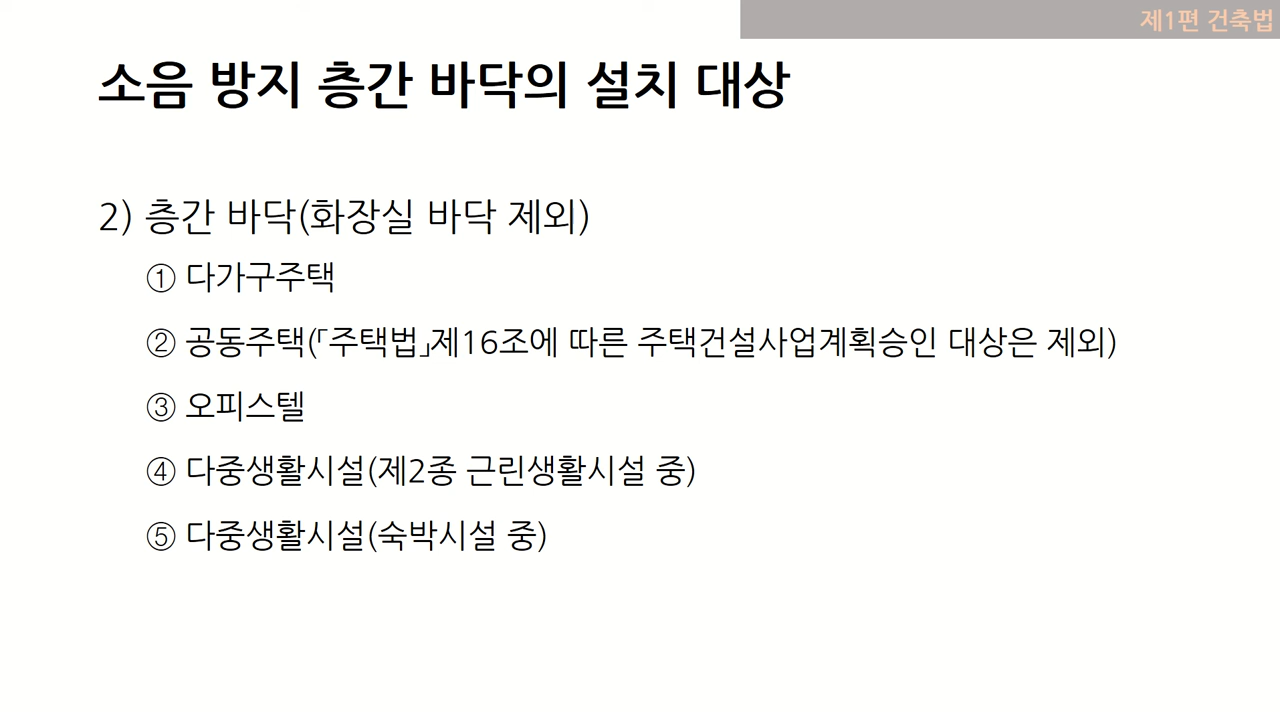 제1편 건축법
소음 방지 층간 바닥의 설치 대상
2) 층간 바닥(화장실 바닥 제외)
① 다가구주택
② 공동주택(「주택법」제16조에 따른 주택건설사업계획승인 대상은 제외)
③ 오피스텔
④ 다중생활시설(제2종 근린생활시설 중)
⑤ 다중생활시설(숙박시설 중)